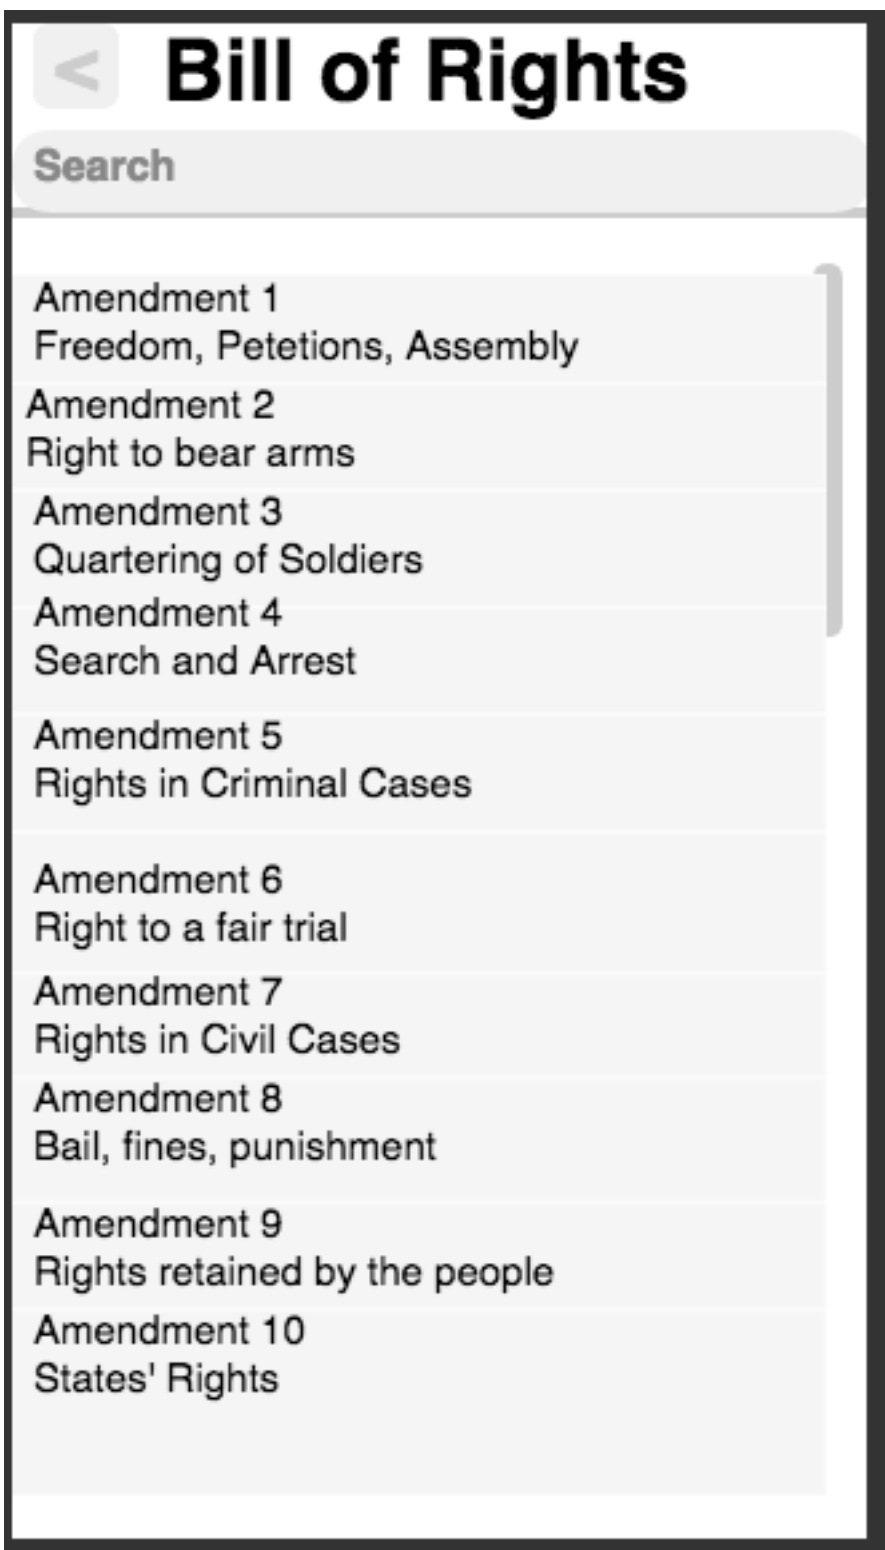 < Bill of Rights
Search
Amendment 1
Freedom, Petetions, Assembly
Amendment 2
Right to bear arms
Amendment 3
Quartering of Soldiers
Amendment 4
Search and Arrest
Amendment 5
Rights in Criminal Cases
Amendment 6
Right to a fair trial
Amendment 7
Rights in Civil Cases
Amendment 8
Bail, fines, punishment
Amendment 9
Rights retained by the people
Amendment 10
States' Rights